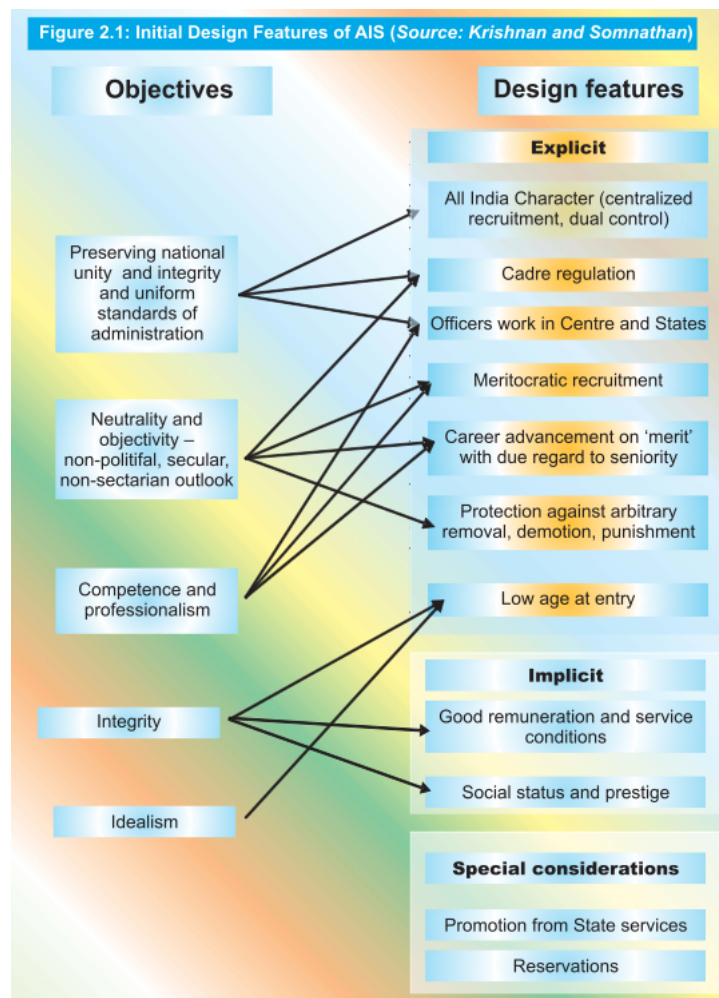 Figure 2.1: Initial Design Features of AIS (Source: Krishnan and Somnathan)
Objectives
Design features
Explicit
All India Character (centralized
recruitment, dual control)
Preserving national
unity and integrity
and uniform
standards of
administration
Cadre regulation
Officers work in Centre and States
Meritocratic recruitment
Neutrality and
objectivity –
non-politifal, secular,
non-sectarian outlook
Career advancement on ‘merit’
with due regard to seniority
Protection against arbitrary
removal, demotion, punishment
Competence and
professionalism
Low age at entry
Implicit
Integrity
Good remuneration and service
conditions
Social status and prestige
Idealism
Special considerations
Promotion from State services
Reservations